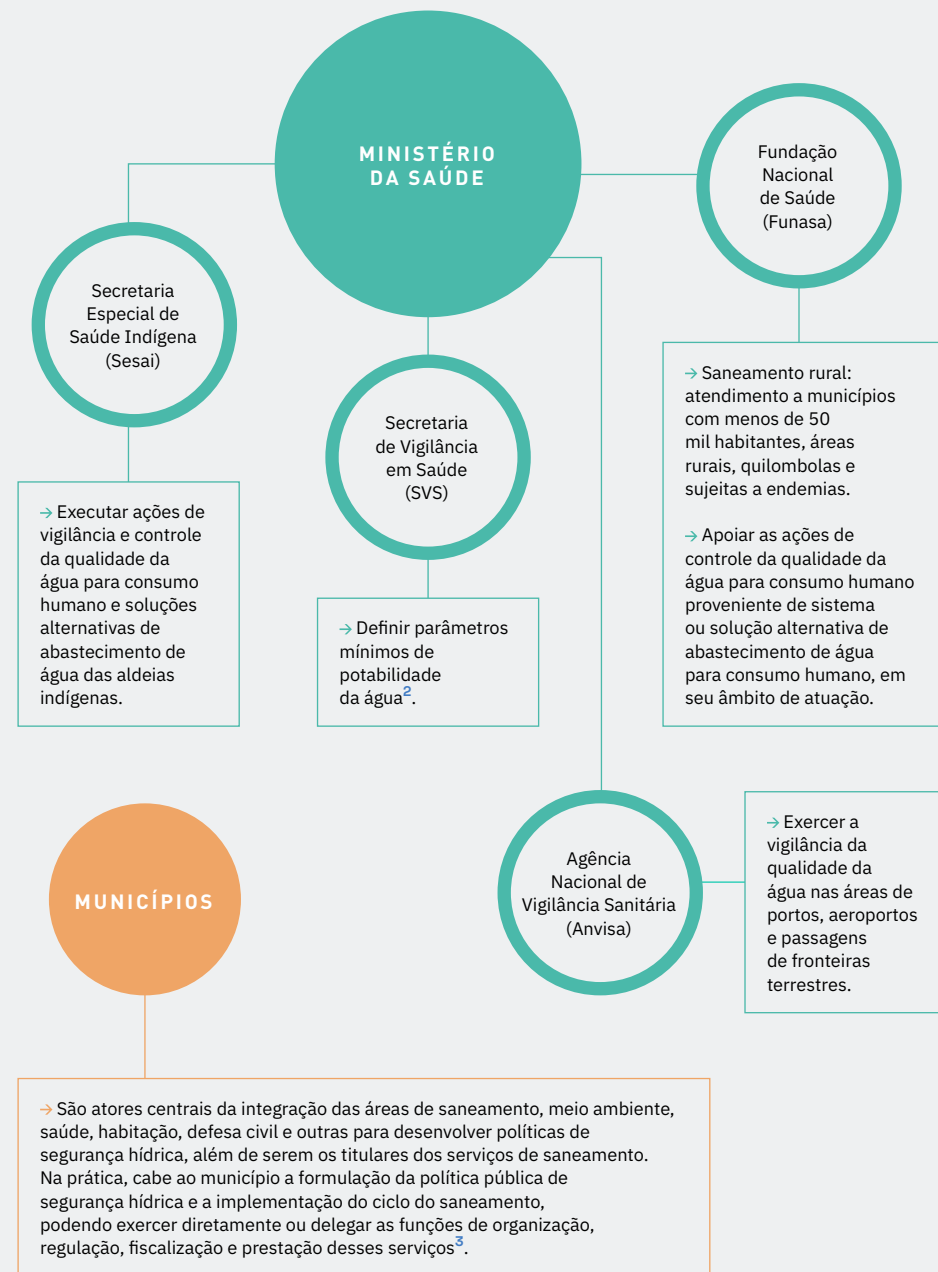 MINISTÉRIO
DA SAÚDE
Fundação
Nacional
de Saúde
(Funasa)
Secretaria
Especial de
Saúde Indígena
(Sesai)
Secretaria
de Vigilância
em Saúde
(SVS)
→ Saneamento rural:
atendimento a municípios
com menos de 50
mil habitantes, áreas
rurais, quilombolas e
sujeitas a endemias.
→ Apoiar as ações de
controle da qualidade da
água para consumo humano
proveniente de sistema
ou solução alternativa de
abastecimento de água
para consumo humano, em
seu âmbito de atuação.
→ Executar ações de
vigilância e controle
da qualidade da
água para consumo
humano e soluções
alternativas de
abastecimento de
água das aldeias
indígenas.
→ Definir parâmetros
mínimos de
potabilidade
da água².
Agência
Nacional de
Vigilância Sanitária
(Anvisa)
→ Exercer a
vigilância da
qualidade da
água nas áreas de
portos, aeroportos
e passagens
de fronteiras
terrestres.
MUNICÍPIOS
→ São atores centrais da integração das áreas de saneamento, meio ambiente,
saúde, habitação, defesa civil e outras para desenvolver políticas de
segurança hídrica, além de serem os titulares dos serviços de saneamento.
Na prática, cabe ao município a formulação da política pública de
segurança hídrica e a implementação do ciclo do saneamento,
podendo exercer diretamente ou delegar as funções de organização,
regulação, fiscalização e prestação desses serviços³.